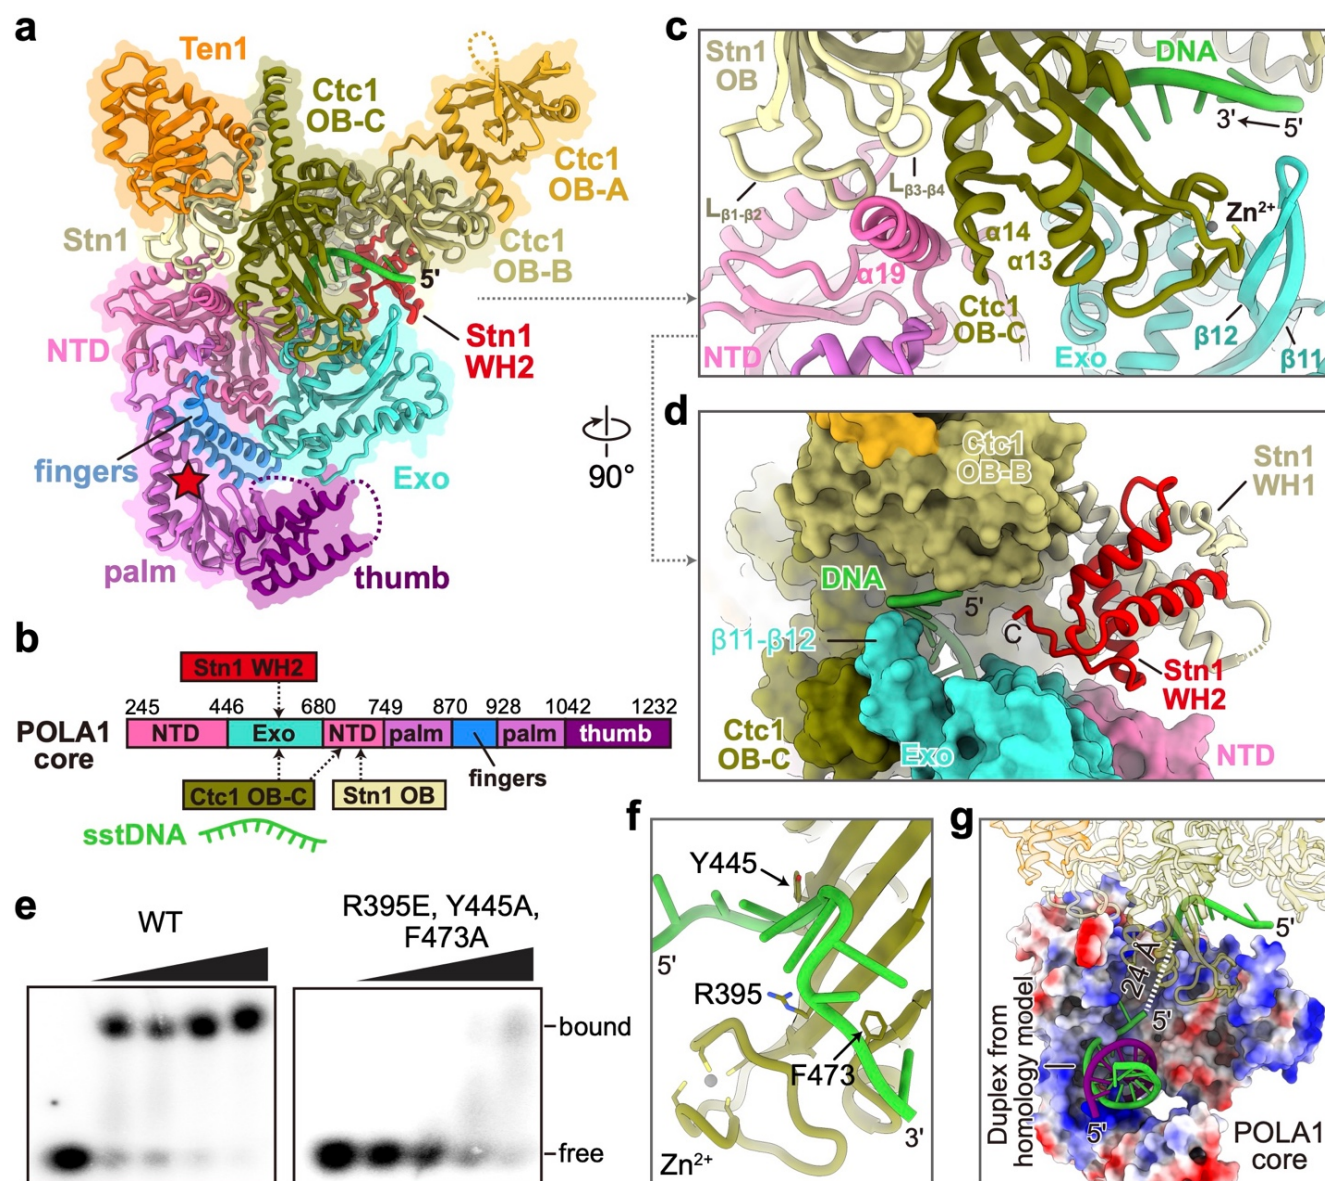 a
Ten1
Ctc1
OB-C
Ctc1
OB-A
Stn1
Ctc1
OB-B
5'
NTD
Stn1
WH2
fingers
Exo
palm
thumb
90°
b
Stn1 WH2
245 446 680 749 870 928 1042 1232
POLA1
core
NTD Exo NTD palm palm thumb
fingers
Ctc1 OB-C Stn1 OB
sstDNA
c
Stn1
OB
DNA
3' 5'
Lβ1-β2
Lβ3-β4
Zn²⁺
α14
α13
α19
Ctc1
OB-C
NTD
Exo
β12
β11
d
Ctc1
OB-B
Stn1
WH1
DNA
5'
β11-β12
C
Stn1
WH2
Ctc1
OB-C
Exo
NTD
e
WT
R395E, Y445A,
F473A
bound
free
f
Y445
5'
R395
F473
Zn²⁺
3'
g
5'
24 Å
5'
Duplex from
homology model
5'
POLA1
core